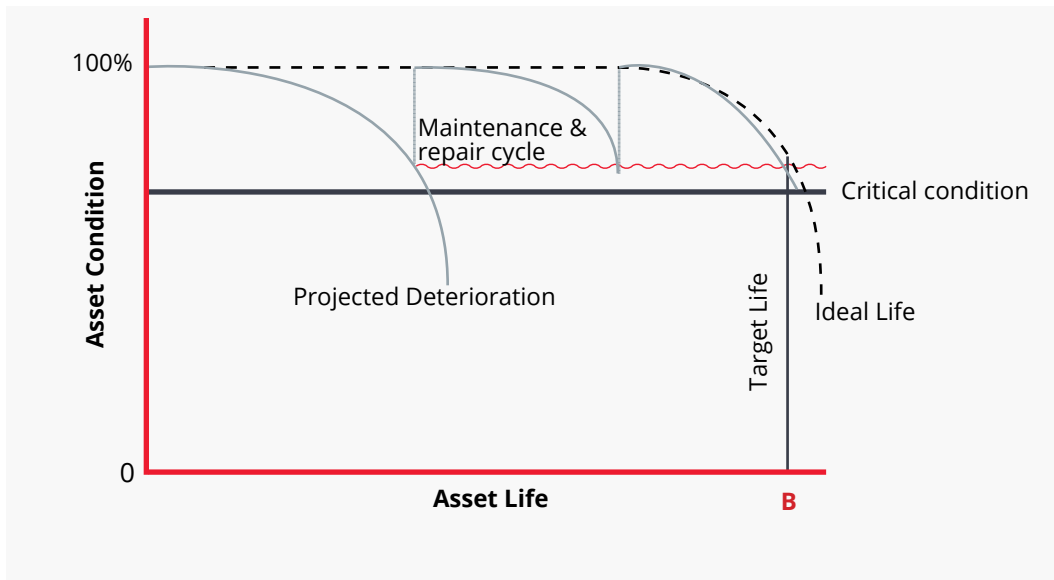 100%
Maintenance &
repair cycle
Critical condition
Asset Condition
Projected Deterioration
Target Life
Ideal Life
0
Asset Life
B